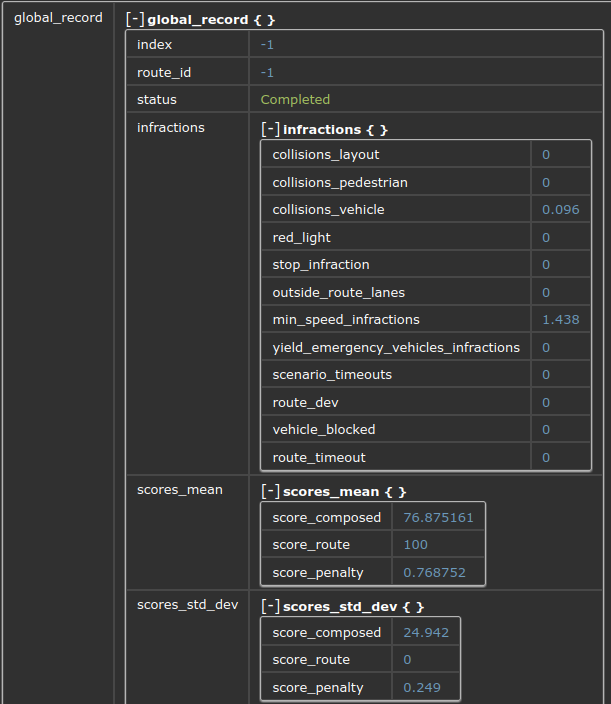 global_record [-] global_record { }
index -1
route_id -1
status Completed
infractions [-] infractions { }
collisions_layout 0
collisions_pedestrian 0
collisions_vehicle 0.096
red_light 0
stop_infraction 0
outside_route_lanes 0
min_speed_infractions 1.438
yield_emergency_vehicles_infractions 0
scenario_timeouts 0
route_dev 0
vehicle_blocked 0
route_timeout 0
scores_mean [-] scores_mean { }
score_composed 76.875161
score_route 100
score_penalty 0.768752
scores_std_dev [-] scores_std_dev { }
score_composed 24.942
score_route 0
score_penalty 0.249